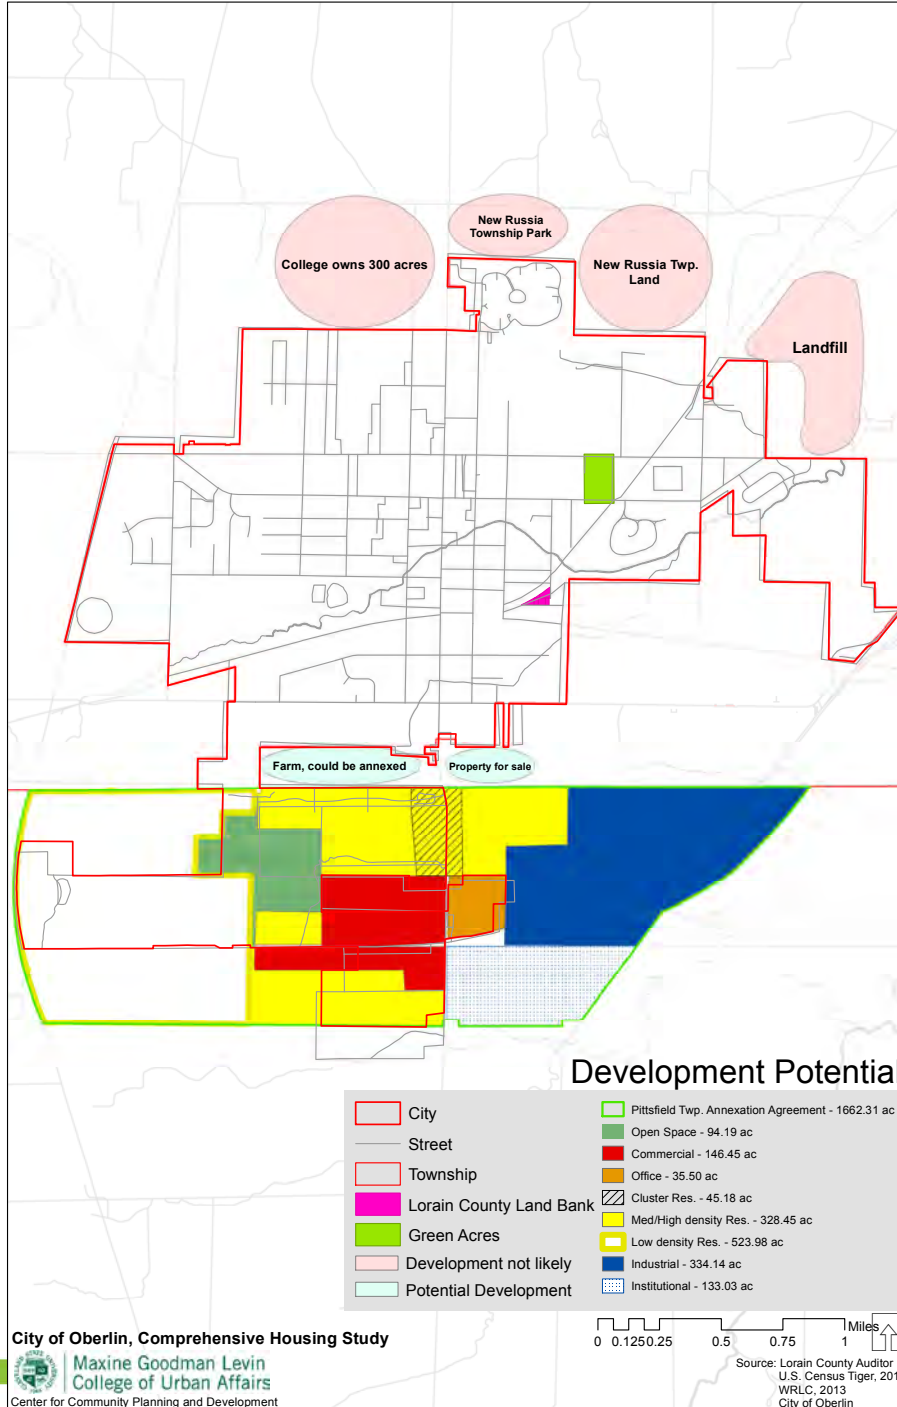 College owns 300 acres
New Russia
Township Park
New Russia Twp.
Land
Landfill
Farm, could be annexed
Property for sale
Development Potential
City
Street
Township
Lorain County Land Bank
Green Acres
Development not likely
Potential Development
Pittsfield Twp. Annexation Agreement - 1662.31 ac
Open Space - 94.19 ac
Commercial - 146.45 ac
Office - 35.50 ac
Cluster Res. - 45.18 ac
Med/High density Res. - 328.45 ac
Low density Res. - 523.98 ac
Industrial - 334.14 ac
Institutional - 133.03 ac
Miles
0 0.125 0.25 0.5 0.75 1
City of Oberlin, Comprehensive Housing Study
Maxine Goodman Levin
College of Urban Affairs
Center for Community Planning and Development
Source: Lorain County Auditor
U.S. Census Tiger, 201
WRLC, 2013
City of Oberlin